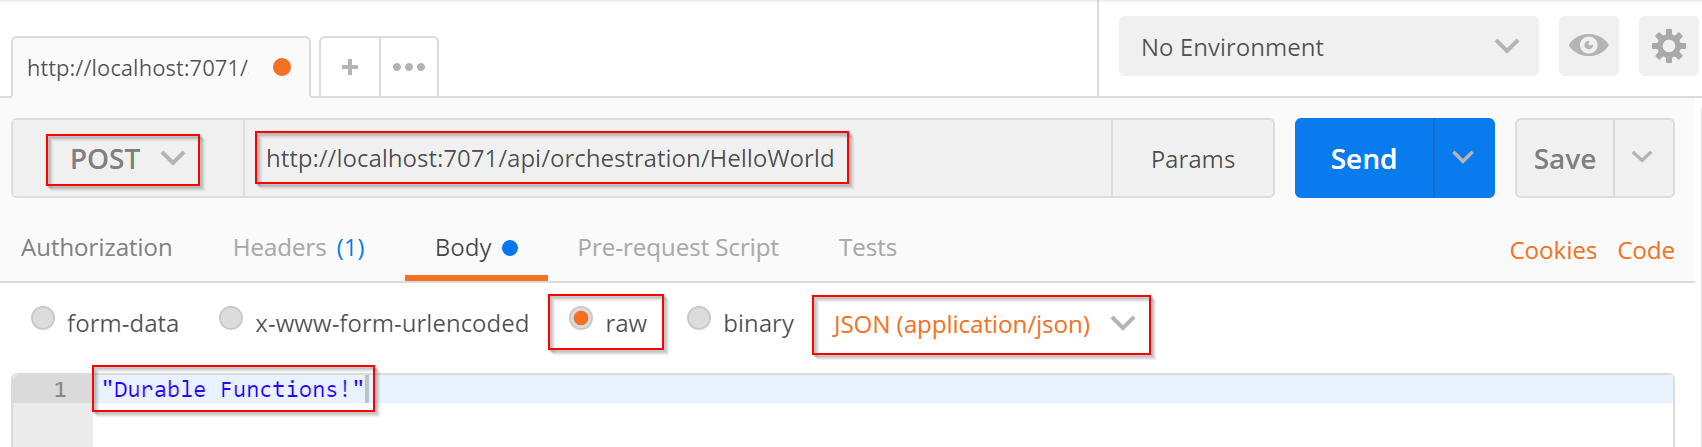 No Environment
http://localhost:7071/ + •••
POST http://localhost:7071/api/orchestration/HelloWorld Params Send Save
Authorization Headers (1) Body Pre-request Script Tests Cookies Code
form-data x-www-form-urlencoded raw binary JSON (application/json)
1 "Durable Functions!"